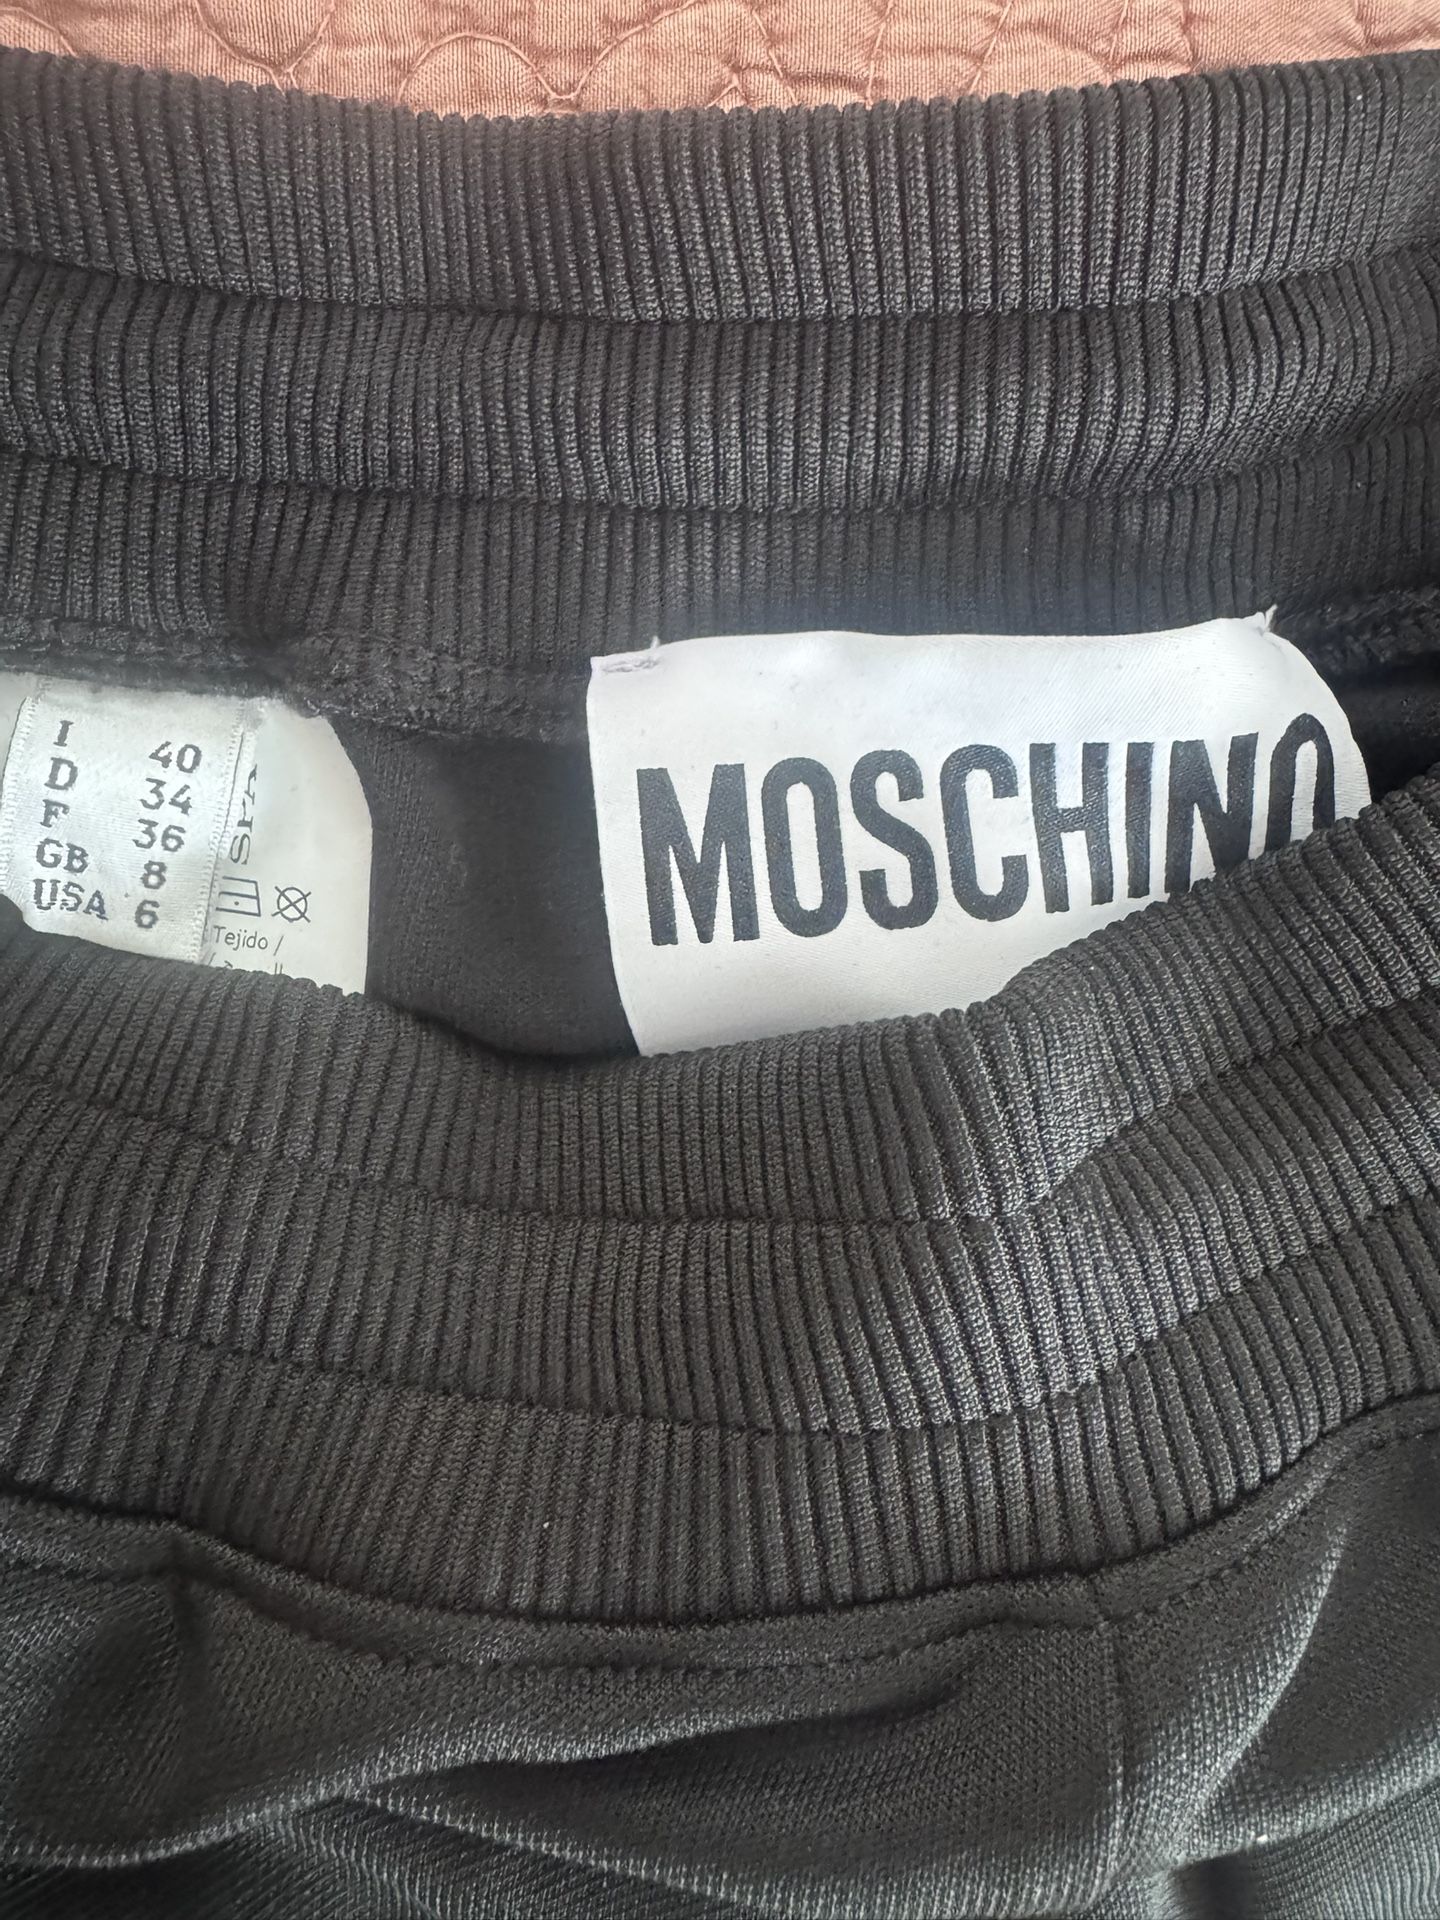 I 40
D 34
F 36
GB 8
USA 6
Tejido /
MOSCHINO